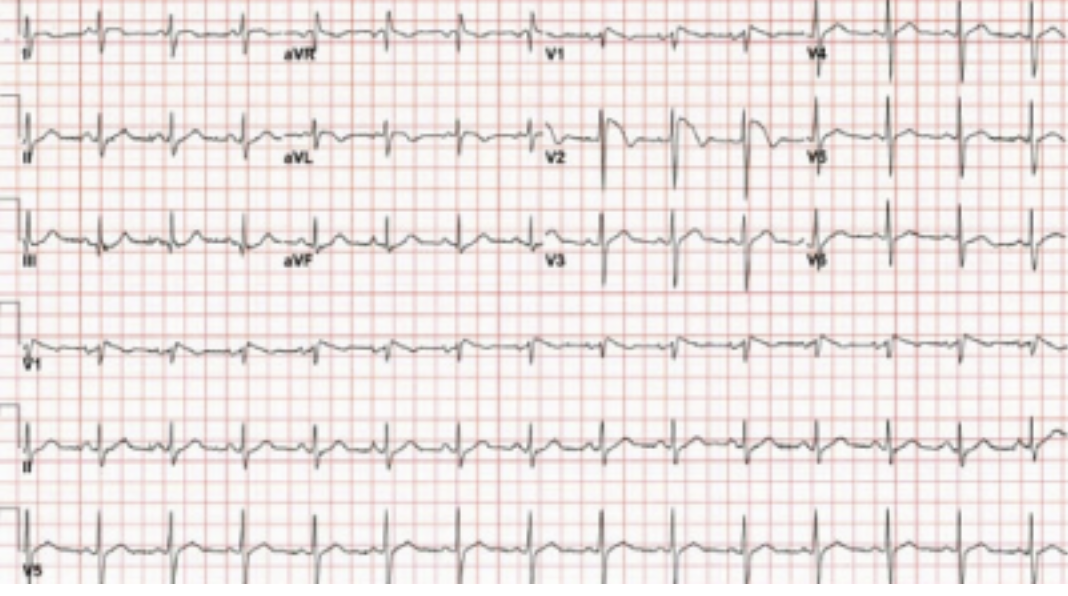 I aVR V1 V4
II aVL V2 V5
III aVF V3 V6
V1
II
V5